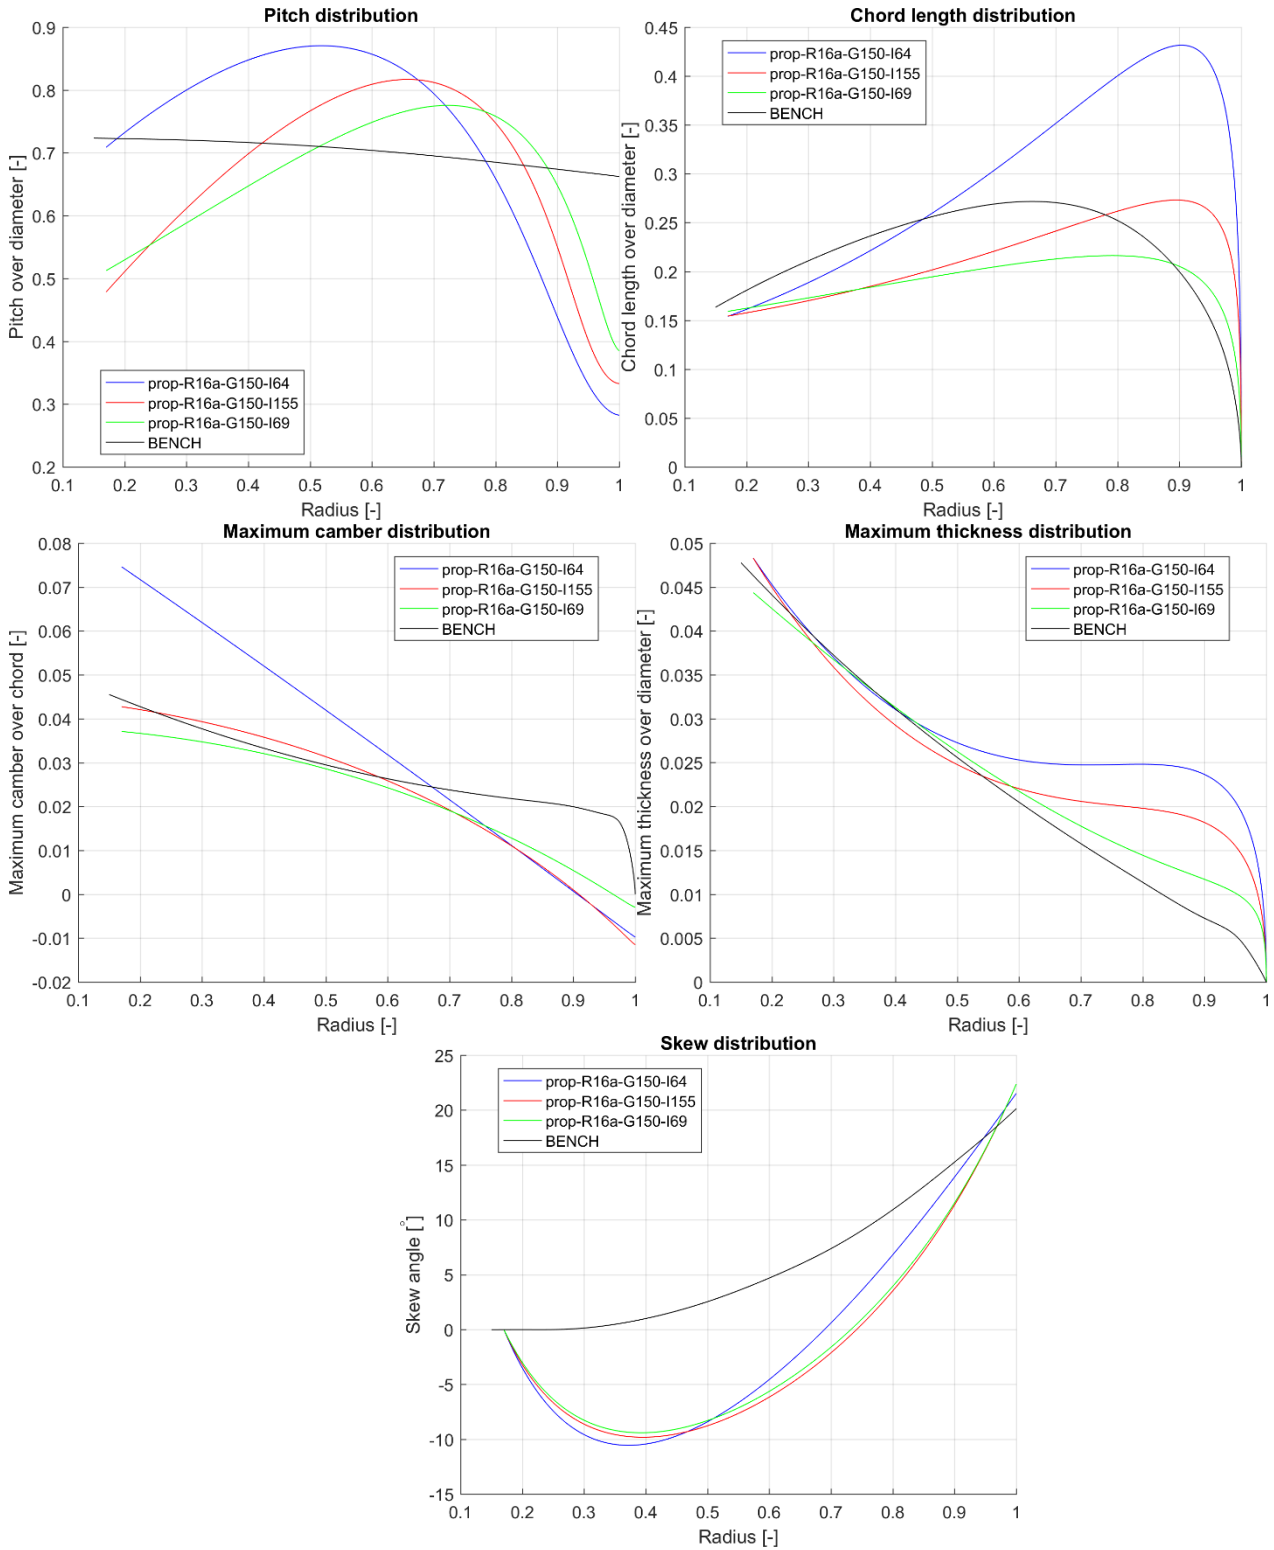 Pitch distribution
Pitch over diameter [-]
0.9
0.8
0.7
0.6
0.5
0.4
0.3
0.2
prop-R16a-G150-I64
prop-R16a-G150-I155
prop-R16a-G150-I69
BENCH
0.1 0.2 0.3 0.4 0.5 0.6 0.7 0.8 0.9 1
Radius [-]
Chord length distribution
Chord length over diameter [-]
0.45
0.4
0.35
0.3
0.25
0.2
0.15
0.1
0.05
0
prop-R16a-G150-I64
prop-R16a-G150-I155
prop-R16a-G150-I69
BENCH
0.1 0.2 0.3 0.4 0.5 0.6 0.7 0.8 0.9 1
Radius [-]
Maximum camber distribution
Maximum camber over chord [-]
0.08
0.07
0.06
0.05
0.04
0.03
0.02
0.01
0
-0.01
-0.02
prop-R16a-G150-I64
prop-R16a-G150-I155
prop-R16a-G150-I69
BENCH
0.1 0.2 0.3 0.4 0.5 0.6 0.7 0.8 0.9 1
Radius [-]
Maximum thickness distribution
Maximum thickness over diameter [-]
0.05
0.045
0.04
0.035
0.03
0.025
0.02
0.015
0.01
0.005
0
prop-R16a-G150-I64
prop-R16a-G150-I155
prop-R16a-G150-I69
BENCH
0.1 0.2 0.3 0.4 0.5 0.6 0.7 0.8 0.9 1
Radius [-]
Skew distribution
Skew angle [°]
25
20
15
10
5
0
-5
-10
-15
prop-R16a-G150-I64
prop-R16a-G150-I155
prop-R16a-G150-I69
BENCH
0.1 0.2 0.3 0.4 0.5 0.6 0.7 0.8 0.9 1
Radius [-]